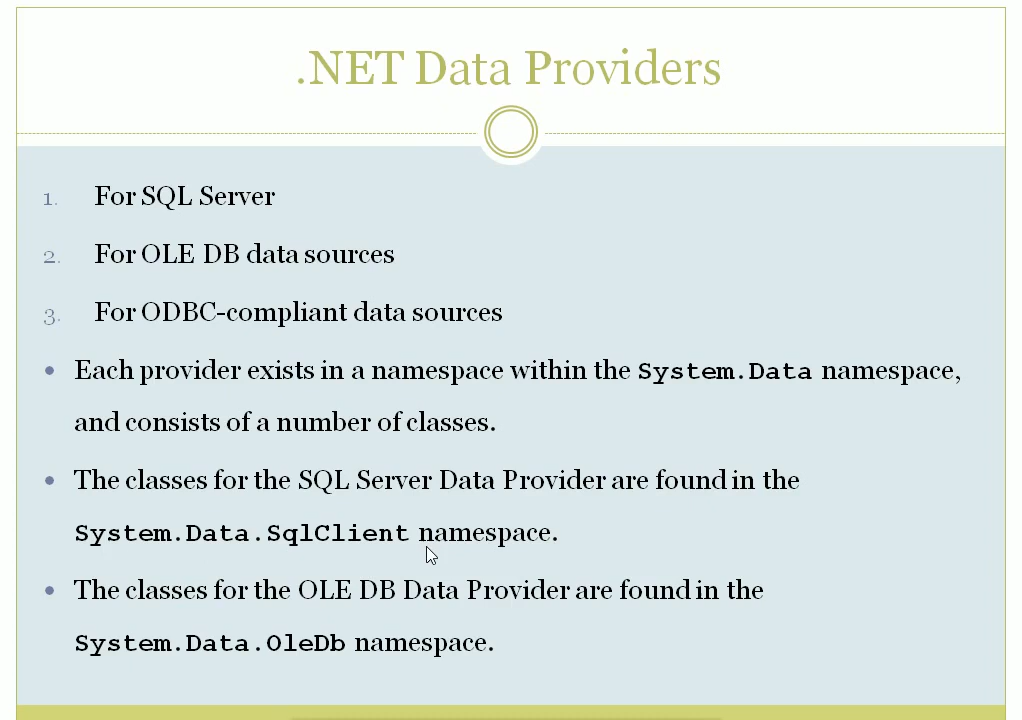 .NET Data Providers
1. For SQL Server
2. For OLE DB data sources
3. For ODBC-compliant data sources
• Each provider exists in a namespace within the System.Data namespace,
and consists of a number of classes.
• The classes for the SQL Server Data Provider are found in the
System.Data.SqlClient namespace.
• The classes for the OLE DB Data Provider are found in the
System.Data.OleDb namespace.